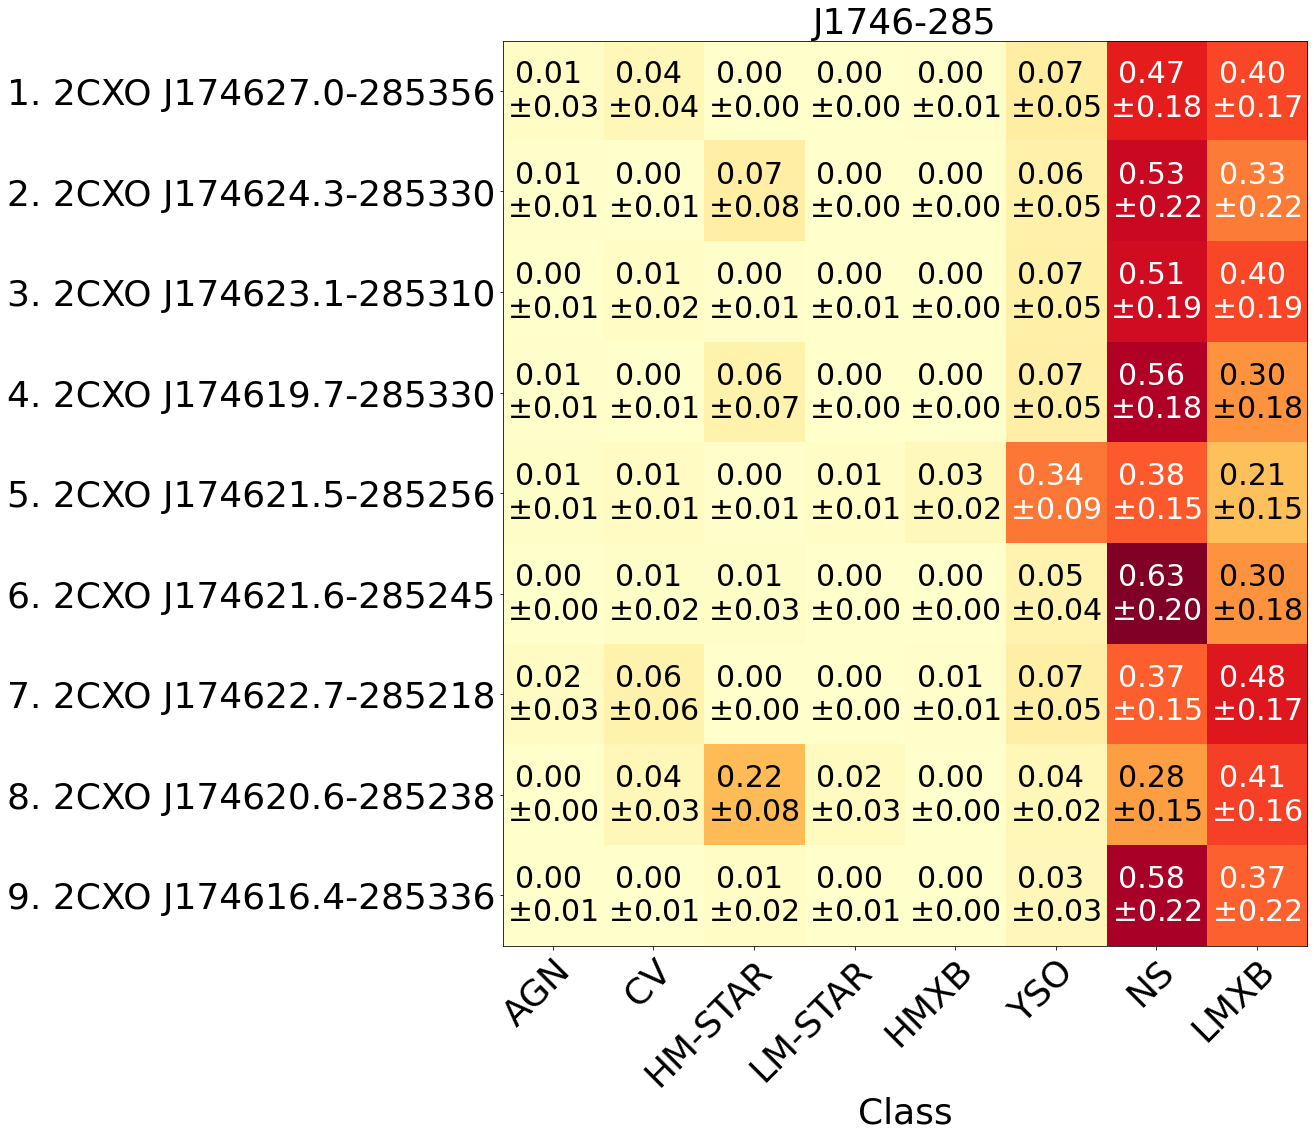 J1746-285
1. 2CXO J174627.0-285356 0.01 0.04 0.00 0.00 0.00 0.07 0.47 0.40
±0.03 ±0.04 ±0.00 ±0.00 ±0.01 ±0.05 ±0.18 ±0.17
2. 2CXO J174624.3-285330 0.01 0.00 0.07 0.00 0.00 0.06 0.53 0.33
±0.01 ±0.01 ±0.08 ±0.00 ±0.00 ±0.05 ±0.22 ±0.22
3. 2CXO J174623.1-285310 0.00 0.01 0.00 0.00 0.00 0.07 0.51 0.40
±0.01 ±0.02 ±0.01 ±0.01 ±0.00 ±0.05 ±0.19 ±0.19
4. 2CXO J174619.7-285330 0.01 0.00 0.06 0.00 0.00 0.07 0.56 0.30
±0.01 ±0.01 ±0.07 ±0.00 ±0.00 ±0.05 ±0.18 ±0.18
5. 2CXO J174621.5-285256 0.01 0.01 0.00 0.01 0.03 0.34 0.38 0.21
±0.01 ±0.01 ±0.01 ±0.01 ±0.02 ±0.09 ±0.15 ±0.15
6. 2CXO J174621.6-285245 0.00 0.01 0.01 0.00 0.00 0.05 0.63 0.30
±0.00 ±0.02 ±0.03 ±0.00 ±0.00 ±0.04 ±0.20 ±0.18
7. 2CXO J174622.7-285218 0.02 0.06 0.00 0.00 0.01 0.07 0.37 0.48
±0.03 ±0.06 ±0.00 ±0.00 ±0.01 ±0.05 ±0.15 ±0.17
8. 2CXO J174620.6-285238 0.00 0.04 0.22 0.02 0.00 0.04 0.28 0.41
±0.00 ±0.03 ±0.08 ±0.03 ±0.00 ±0.02 ±0.15 ±0.16
9. 2CXO J174616.4-285336 0.00 0.00 0.01 0.00 0.00 0.03 0.58 0.37
±0.01 ±0.01 ±0.02 ±0.01 ±0.00 ±0.03 ±0.22 ±0.22
AGN CV HM-STAR LM-STAR HMXB YSO NS LMXB
Class